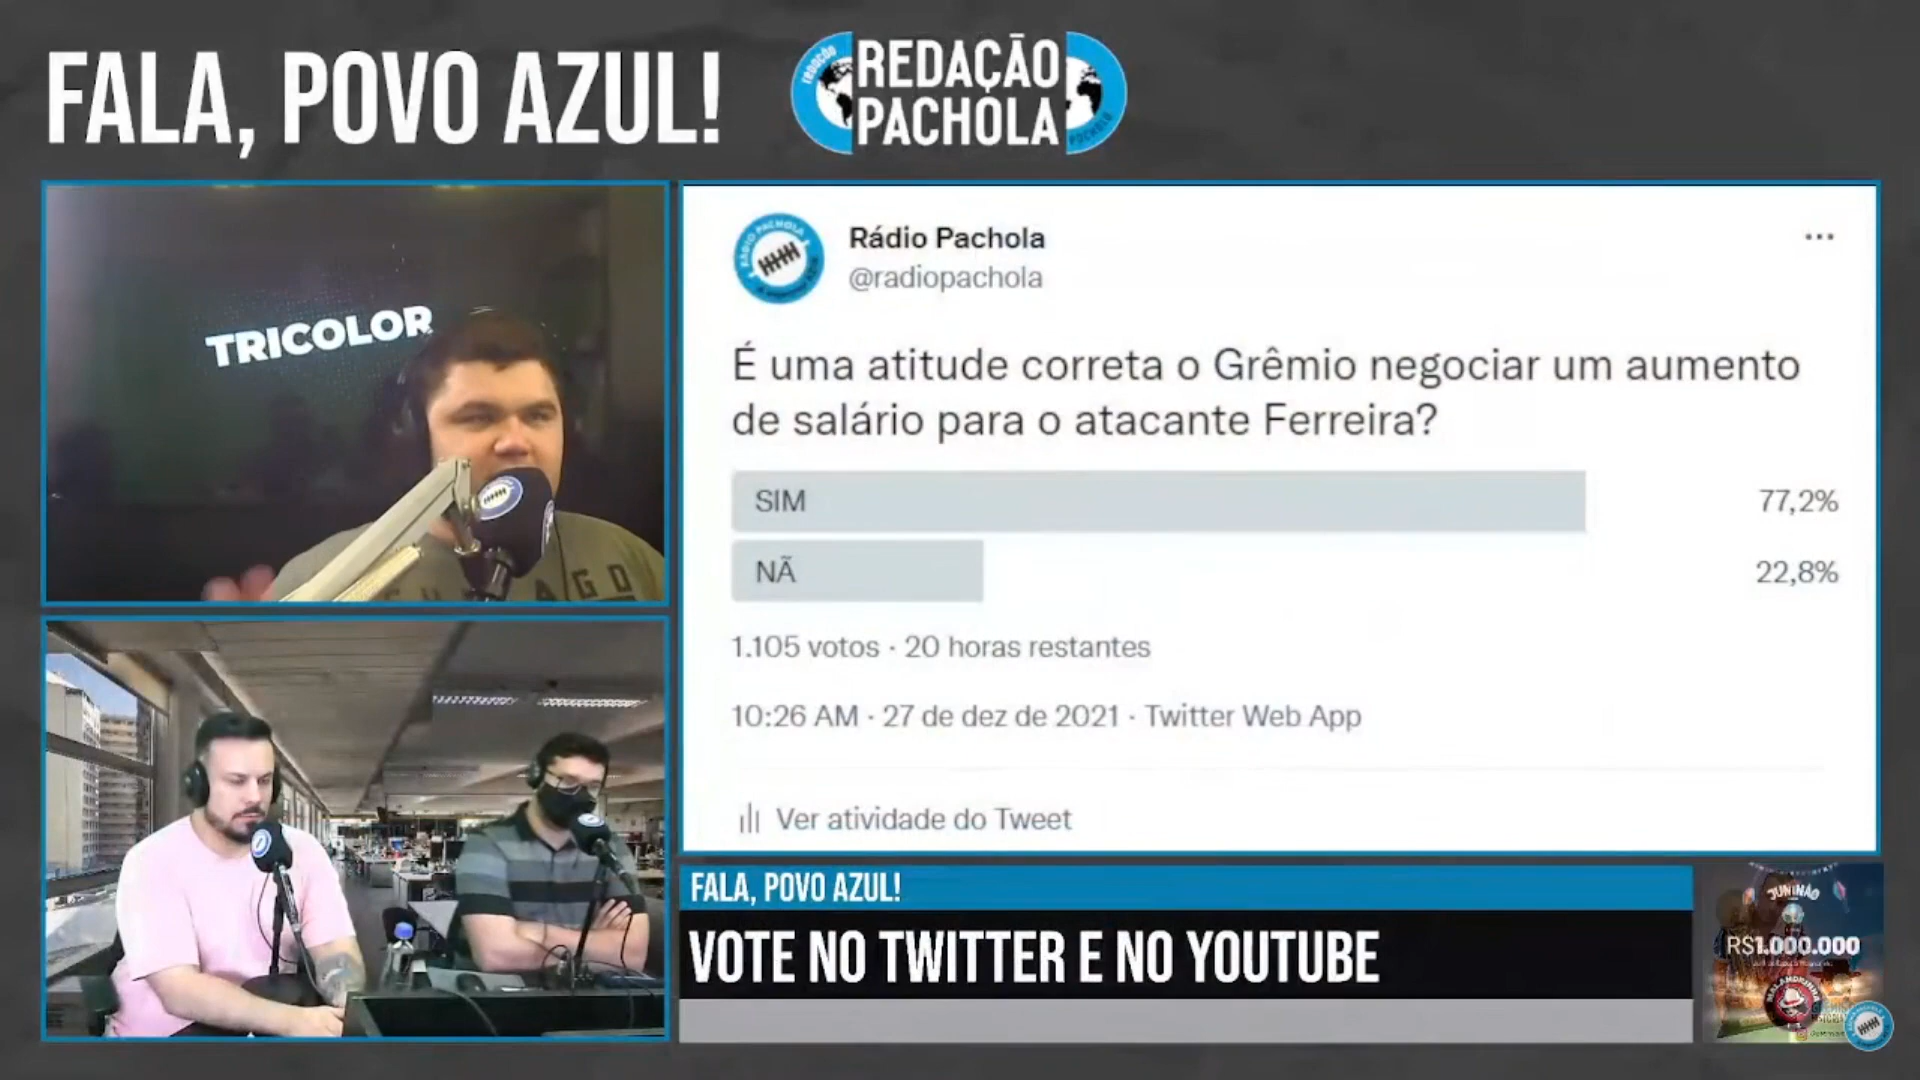 FALA, POVO AZUL!
REDAÇÃO
PACHOLA
TRICOLOR
Rádio Pachola
@radiopachola
É uma atitude correta o Grêmio negociar um aumento
de salário para o atacante Ferreira?
SIM 77,2%
NÃ 22,8%
1.105 votos · 20 horas restantes
10:26 AM · 27 de dez de 2021 · Twitter Web App
Ver atividade do Tweet
FALA, POVO AZUL!
VOTE NO TWITTER E NO YOUTUBE
JUNINÃO
R$1.000.000